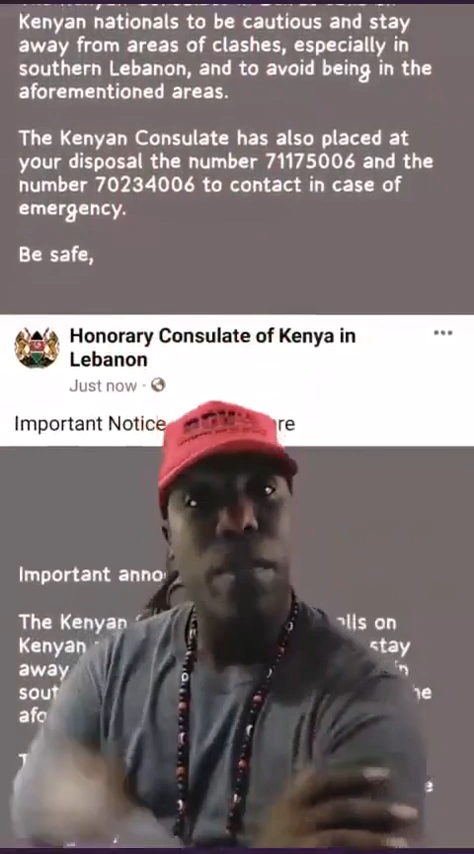 Kenyan nationals to be cautious and stay
away from areas of clashes, especially in
southern Lebanon, and to avoid being in the
aforementioned areas.
The Kenyan Consulate has also placed at
your disposal the number 71175006 and the
number 70234006 to contact in case of
emergency.
Be safe,
Honorary Consulate of Kenya in
Lebanon
Just now
Important Notice
Important anno
The Kenyan
Kenyan stay
away
sout